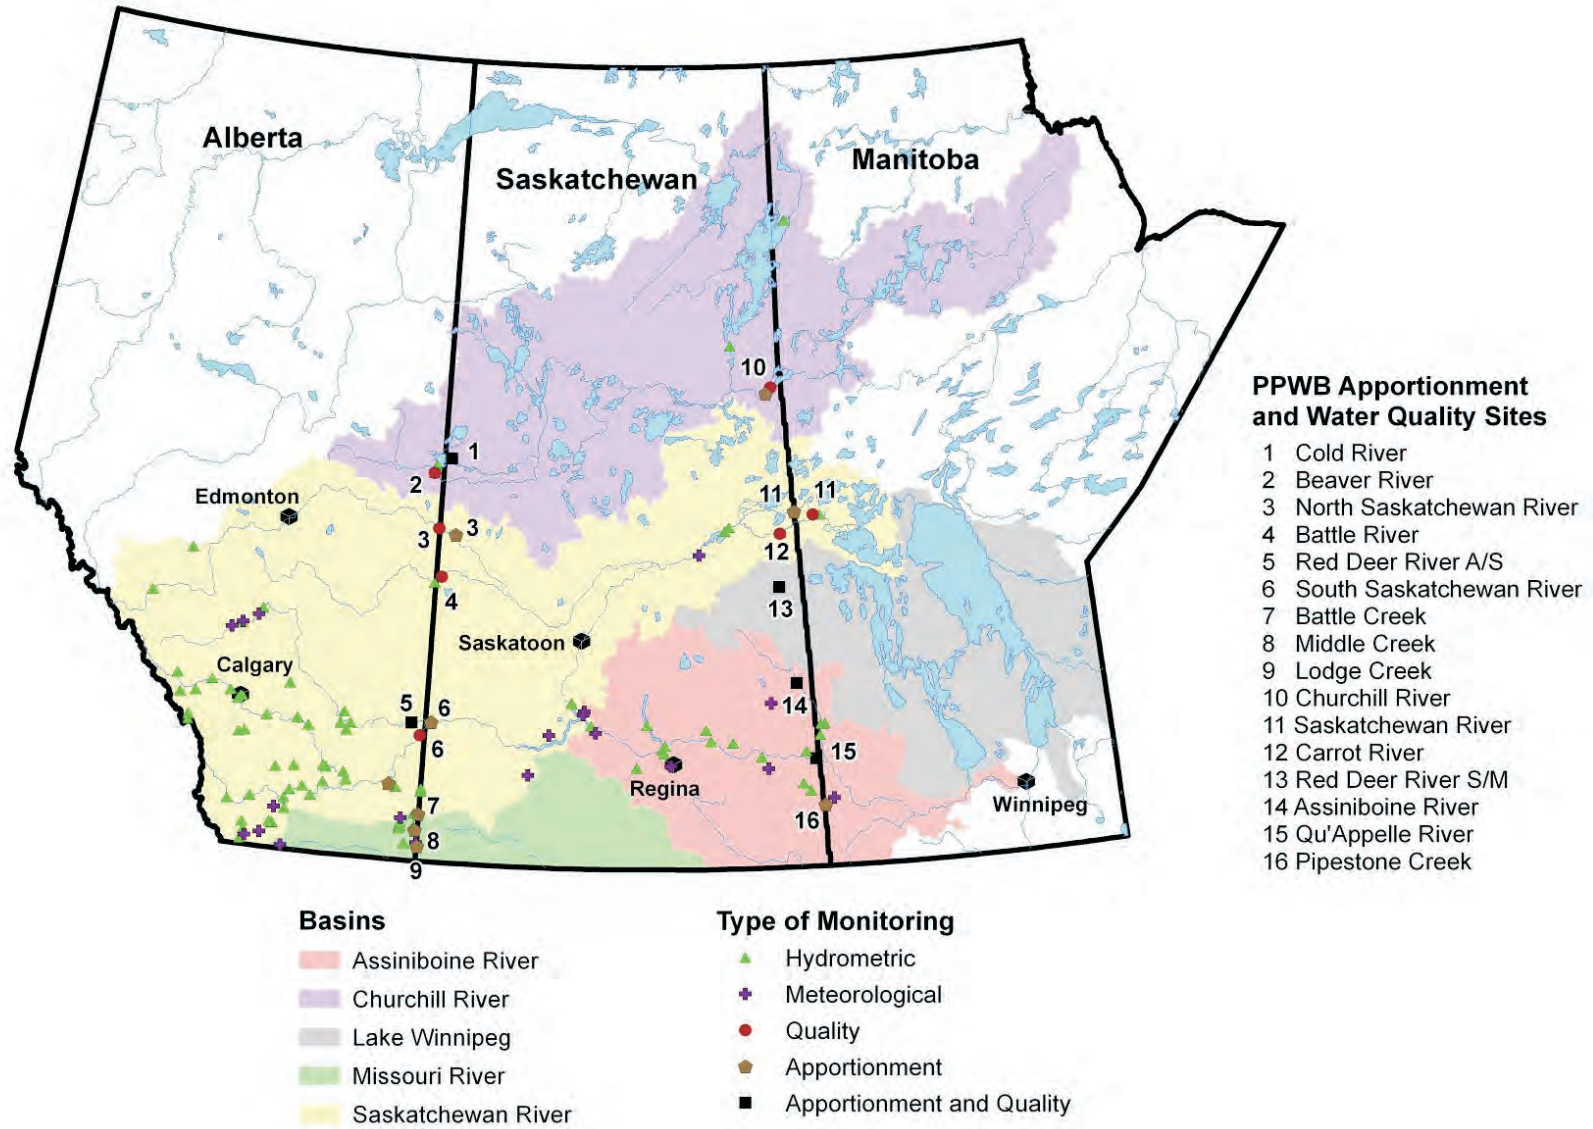 Alberta
Saskatchewan
Manitoba
10
1
2
Edmonton
11
11
3
3
12
4
13
Saskatoon
Calgary
5
6
14
6
15
Regina
7
Winnipeg
16
8
9
PPWB Apportionment
and Water Quality Sites
1 Cold River
2 Beaver River
3 North Saskatchewan River
4 Battle River
5 Red Deer River A/S
6 South Saskatchewan River
7 Battle Creek
8 Middle Creek
9 Lodge Creek
10 Churchill River
11 Saskatchewan River
12 Carrot River
13 Red Deer River S/M
14 Assiniboine River
15 Qu'Appelle River
16 Pipestone Creek
Basins
Assiniboine River
Churchill River
Lake Winnipeg
Missouri River
Saskatchewan River
Type of Monitoring
Hydrometric
Meteorological
Quality
Apportionment
Apportionment and Quality